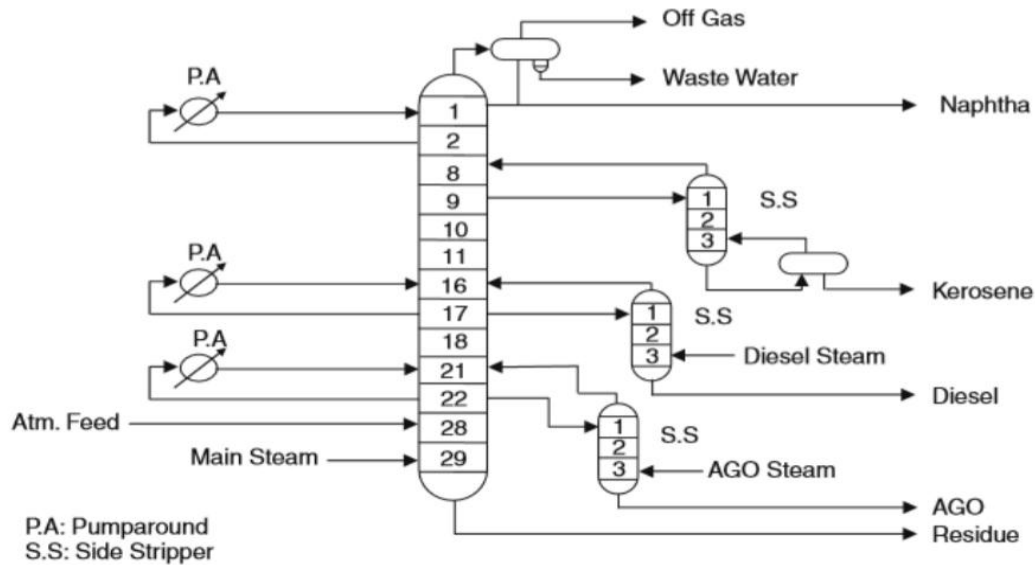 Off Gas
P.A
Waste Water
1
Naphtha
2
8
9
1
S.S
2
10
3
P.A
11
16
Kerosene
17
1
S.S
2
P.A
18
3
Diesel Steam
21
22
Diesel
Atm. Feed
28
1
S.S
2
Main Steam
29
3
AGO Steam
AGO
P.A: Pumparound
Residue
S.S: Side Stripper